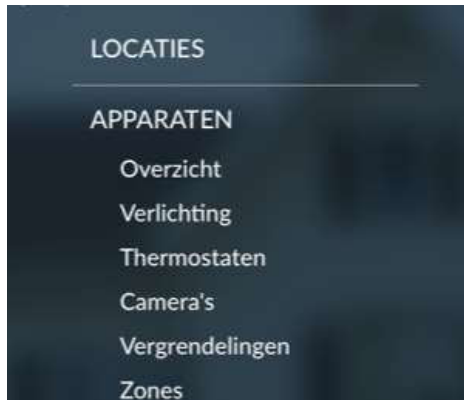 LOCATIES
APPARATEN
Overzicht
Verlichting
Thermostaten
Camera's
Vergrendelingen
Zones